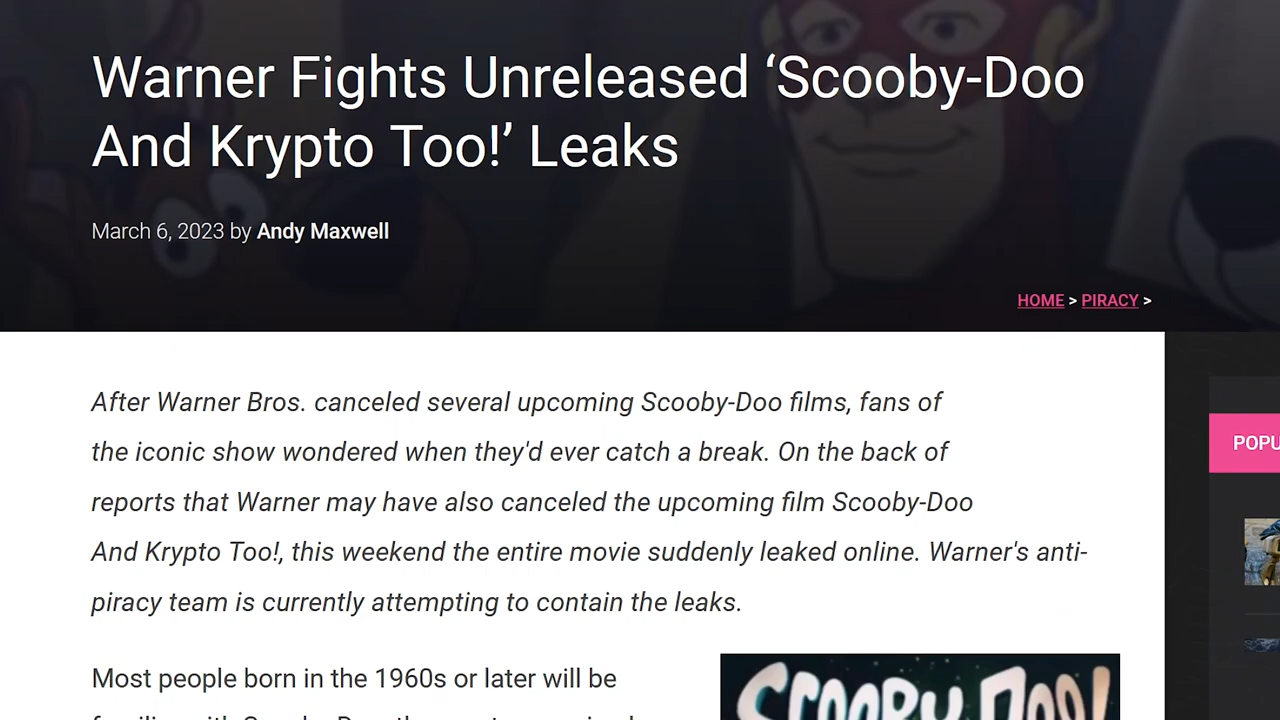 Warner Fights Unreleased ‘Scooby-Doo
And Krypto Too!’ Leaks
March 6, 2023 by Andy Maxwell
HOME > PIRACY >
After Warner Bros. canceled several upcoming Scooby-Doo films, fans of
the iconic show wondered when they'd ever catch a break. On the back of
reports that Warner may have also canceled the upcoming film Scooby-Doo
And Krypto Too!, this weekend the entire movie suddenly leaked online. Warner's anti-
piracy team is currently attempting to contain the leaks.
POPU
Most people born in the 1960s or later will be
SCOOBY-DOO!